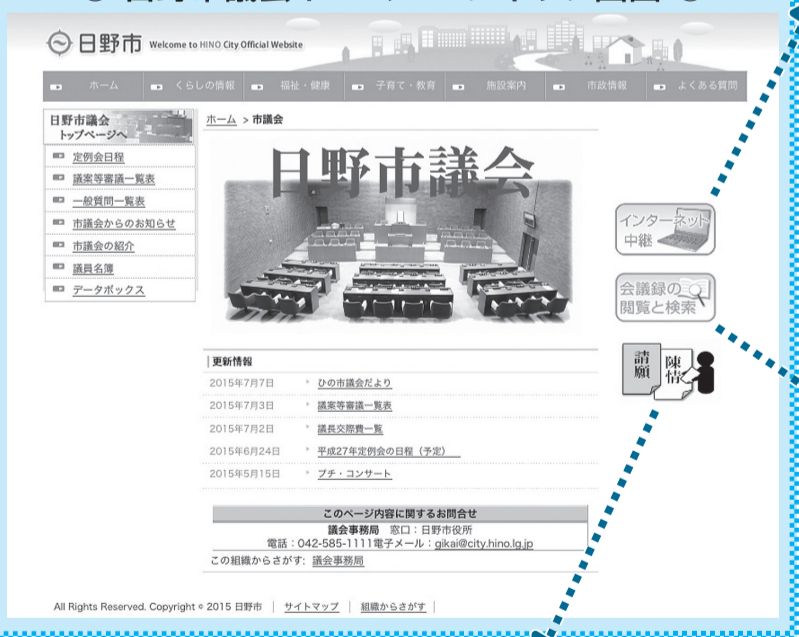 日野市 Welcome to HINO City Official Website
ホーム くらしの情報 福祉・健康 子育て・教育 施設案内 市政情報 よくある質問
日野市議会
トップページへ
定例会日程
議案等審議一覧表
一般質問一覧表
市議会からのお知らせ
市議会の紹介
議員名簿
データボックス
ホーム > 市議会
日野市議会
インターネット
中継
会議録の
閲覧と検索
請願
陳情
更新情報
2015年7月7日 ひの市議会だより
2015年7月3日 議案等審議一覧表
2015年7月2日 議長交際費一覧
2015年6月24日 平成27年定例会の日程（予定）
2015年5月15日 プチ・コンサート
このページ内容に関するお問合せ
議会事務局 窓口：日野市役所
電話：042-585-1111電子メール：gikai@city.hino.lg.jp
この組織からさがす: 議会事務局
All Rights Reserved. Copyright © 2015 日野市 | サイトマップ | 組織からさがす |